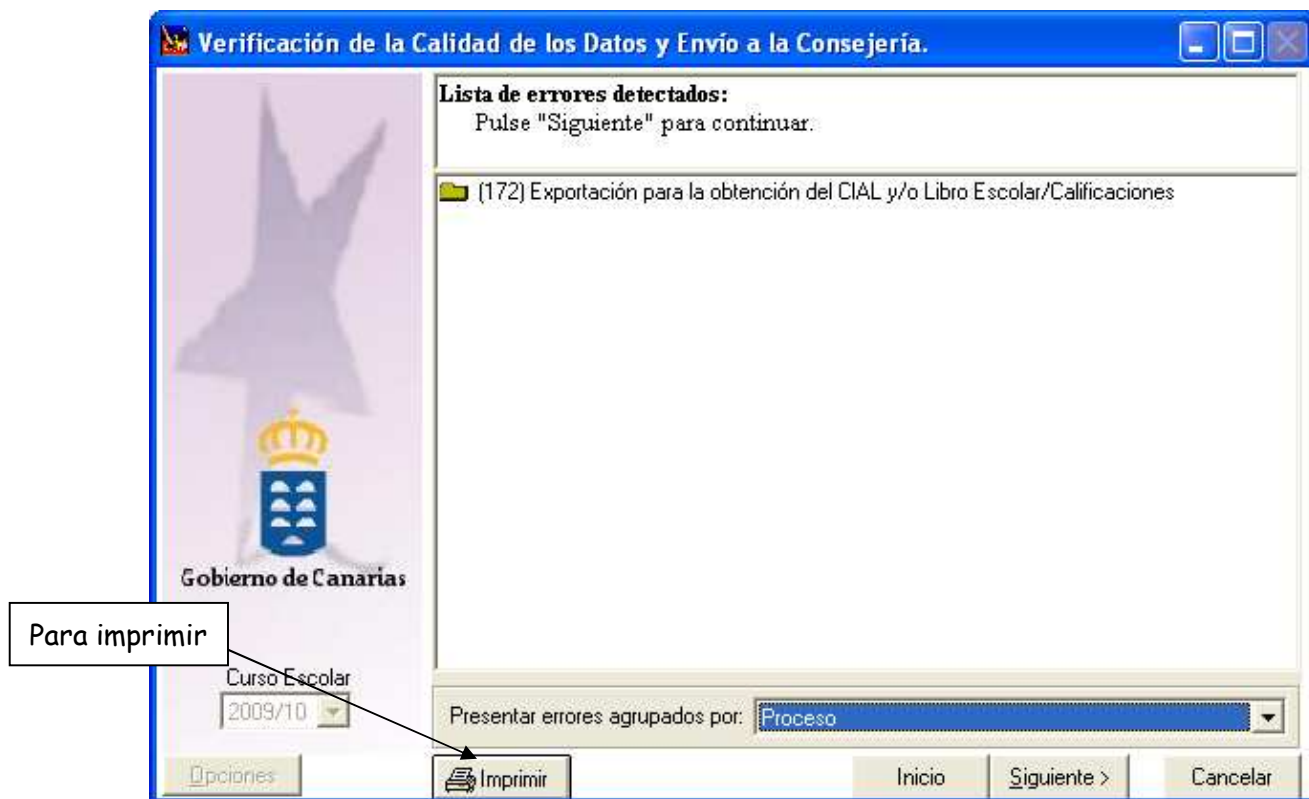 Verificación de la Calidad de los Datos y Envío a la Consejería.
Lista de errores detectados:
Pulse "Siguiente" para continuar.
(172) Exportación para la obtención del CIAL y/o Libro Escolar/Calificaciones
Gobierno de Canarias
Para imprimir
Curso Escolar
2009/10
Presentar errores agrupados por: Proceso
Opciones
Imprimir
Inicio
Siguiente >
Cancelar